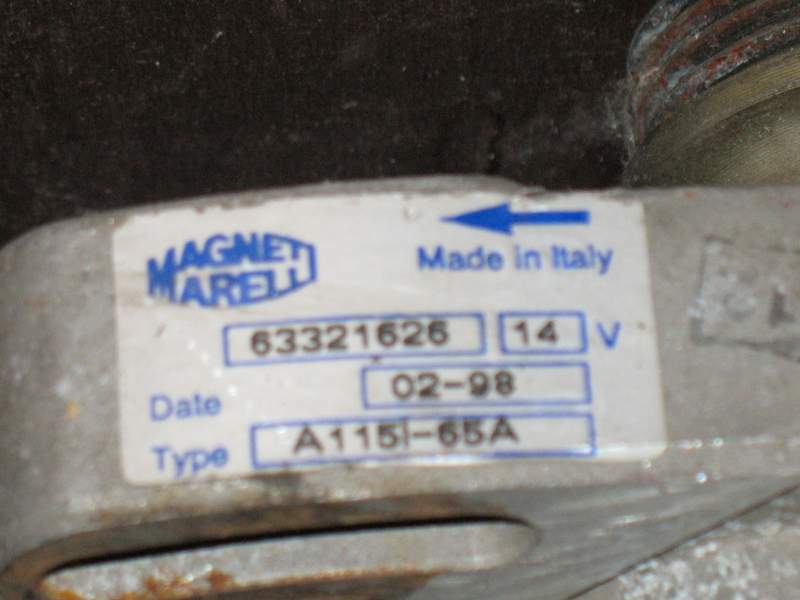 MAGNETI
MARELLI
Made in Italy
63321626 14 V
Date 02-98
Type A115I-65A